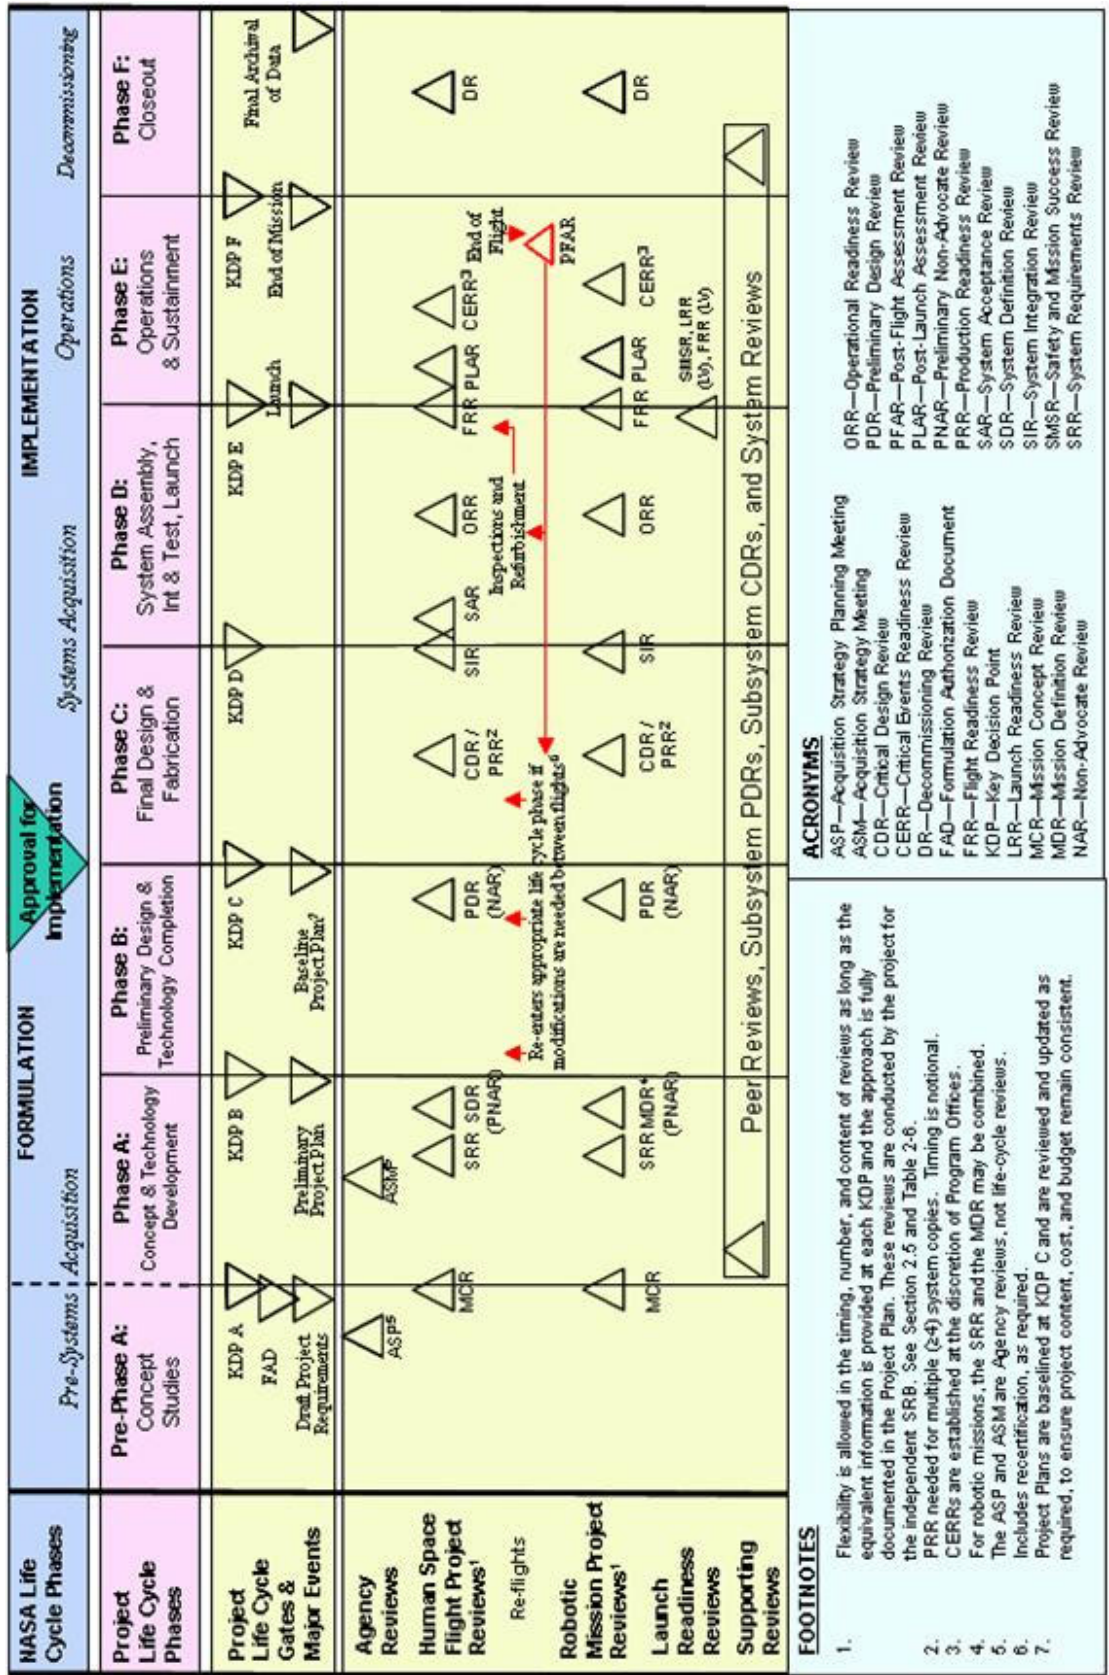 NASA Life
Cycle Phases
FORMULATION
Approval for
Implementation
IMPLEMENTATION
Pre-Systems Acquisition
Systems Acquisition
Operations
Decommissioning
Project
Life Cycle
Phases
Pre-Phase A:
Concept
Studies
Phase A:
Concept & Technology
Development
Phase B:
Preliminary Design &
Technology Completion
Phase C:
Final Design &
Fabrication
Phase D:
System Assembly,
Int & Test, Launch
Phase E:
Operations
& Sustainment
Phase F:
Closeout
Project
Life Cycle
Gates &
Major Events
KDP A
FAD
Draft Project
Requirements
KDP B
Preliminary
Project Plan
KDP C
Baseline
Project Plan7
KDP D
KDP E
Launch
KDP F
End of Mission
Final Archival
of Data
Agency
Reviews
ASP5
ASM5
Human Space
Flight Project
Reviews1
MCR
SRR SDR
(PNAR)
PDR
(NAR)
CDR /
PRR2
SIR
SAR
ORR
FRR PLAR CERR3
End of
Flight
DR
Re-flights
Re-enters appropriate life cycle phase if
modifications are needed between flights6
Inspections and
Refurbishment
PFAR
Robotic
Mission Project
Reviews1
MCR
SRR MDR4
(PNAR)
PDR
(NAR)
CDR /
PRR2
SIR
ORR
FRR PLAR
CERR3
DR
Launch
Readiness
Reviews
SMSR, LRR
(LV), FRR (LV)
Supporting
Reviews
Peer Reviews, Subsystem PDRs, Subsystem CDRs, and System Reviews
FOOTNOTES
1. Flexibility is allowed in the timing, number, and content of reviews as long as the
equivalent information is provided at each KDP and the approach is fully
documented in the Project Plan. These reviews are conducted by the project for
the independent SRB. See Section 2.5 and Table 2-6.
2. PRR needed for multiple (≥4) system copies. Timing is notional.
3. CERRs are established at the discretion of Program Offices.
4. For robotic missions, the SRR and the MDR may be combined.
5. The ASP and ASM are Agency reviews, not life-cycle reviews.
6. Includes recertification, as required.
7. Project Plans are baselined at KDP C and are reviewed and updated as
required, to ensure project content, cost, and budget remain consistent.
ACRONYMS
ASP—Acquisition Strategy Planning Meeting
ASM—Acquisition Strategy Meeting
CDR—Critical Design Review
CERR—Critical Events Readiness Review
DR—Decommissioning Review
FAD—Formulation Authorization Document
FRR—Flight Readiness Review
KDP—Key Decision Point
LRR—Launch Readiness Review
MCR—Mission Concept Review
MDR—Mission Definition Review
NAR—Non-Advocate Review
ORR—Operational Readiness Review
PDR—Preliminary Design Review
PFAR—Post-Flight Assessment Review
PLAR—Post-Launch Assessment Review
PNAR—Preliminary Non-Advocate Review
PRR—Production Readiness Review
SAR—System Acceptance Review
SDR—System Definition Review
SIR—System Integration Review
SMSR—Safety and Mission Success Review
SRR—System Requirements Review